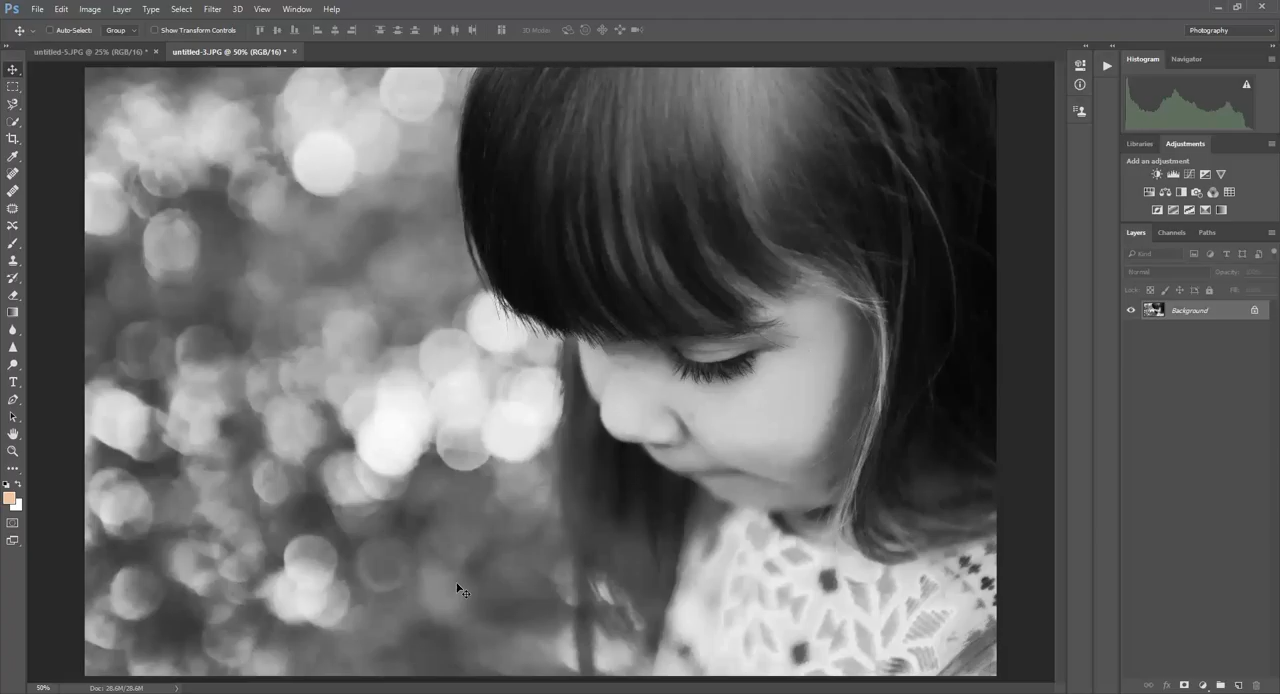 Ps File Edit Image Layer Type Select Filter 3D View Window Help
Auto-Select: Group Show Transform Controls 3D Mode: Photography
untitled-5.JPG @ 25% (RGB/16) * × untitled-3.JPG @ 50% (RGB/16) * ×
Histogram Navigator
Libraries Adjustments
Add an adjustment
Layers Channels Paths
Kind
Normal Opacity:
Lock: Fill:
Background
50% Doc: 28.6M/28.6M